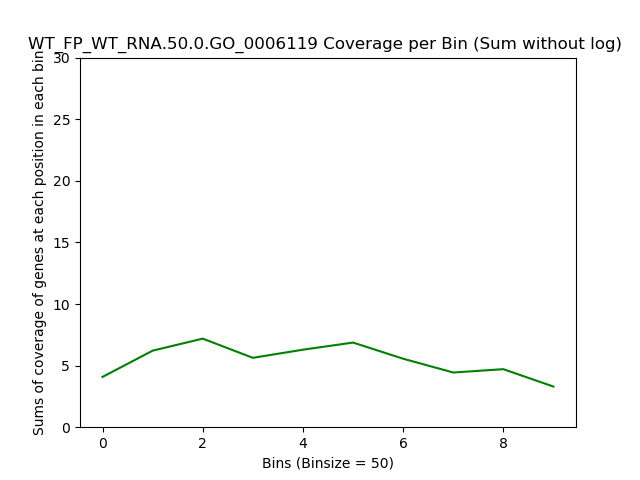 WT_FP_WT_RNA.50.0.GO_0006119 Coverage per Bin (Sum without log)
Sums of coverage of genes at each position in each bin
30
25
20
15
10
5
0
0 2 4 6 8
Bins (Binsize = 50)